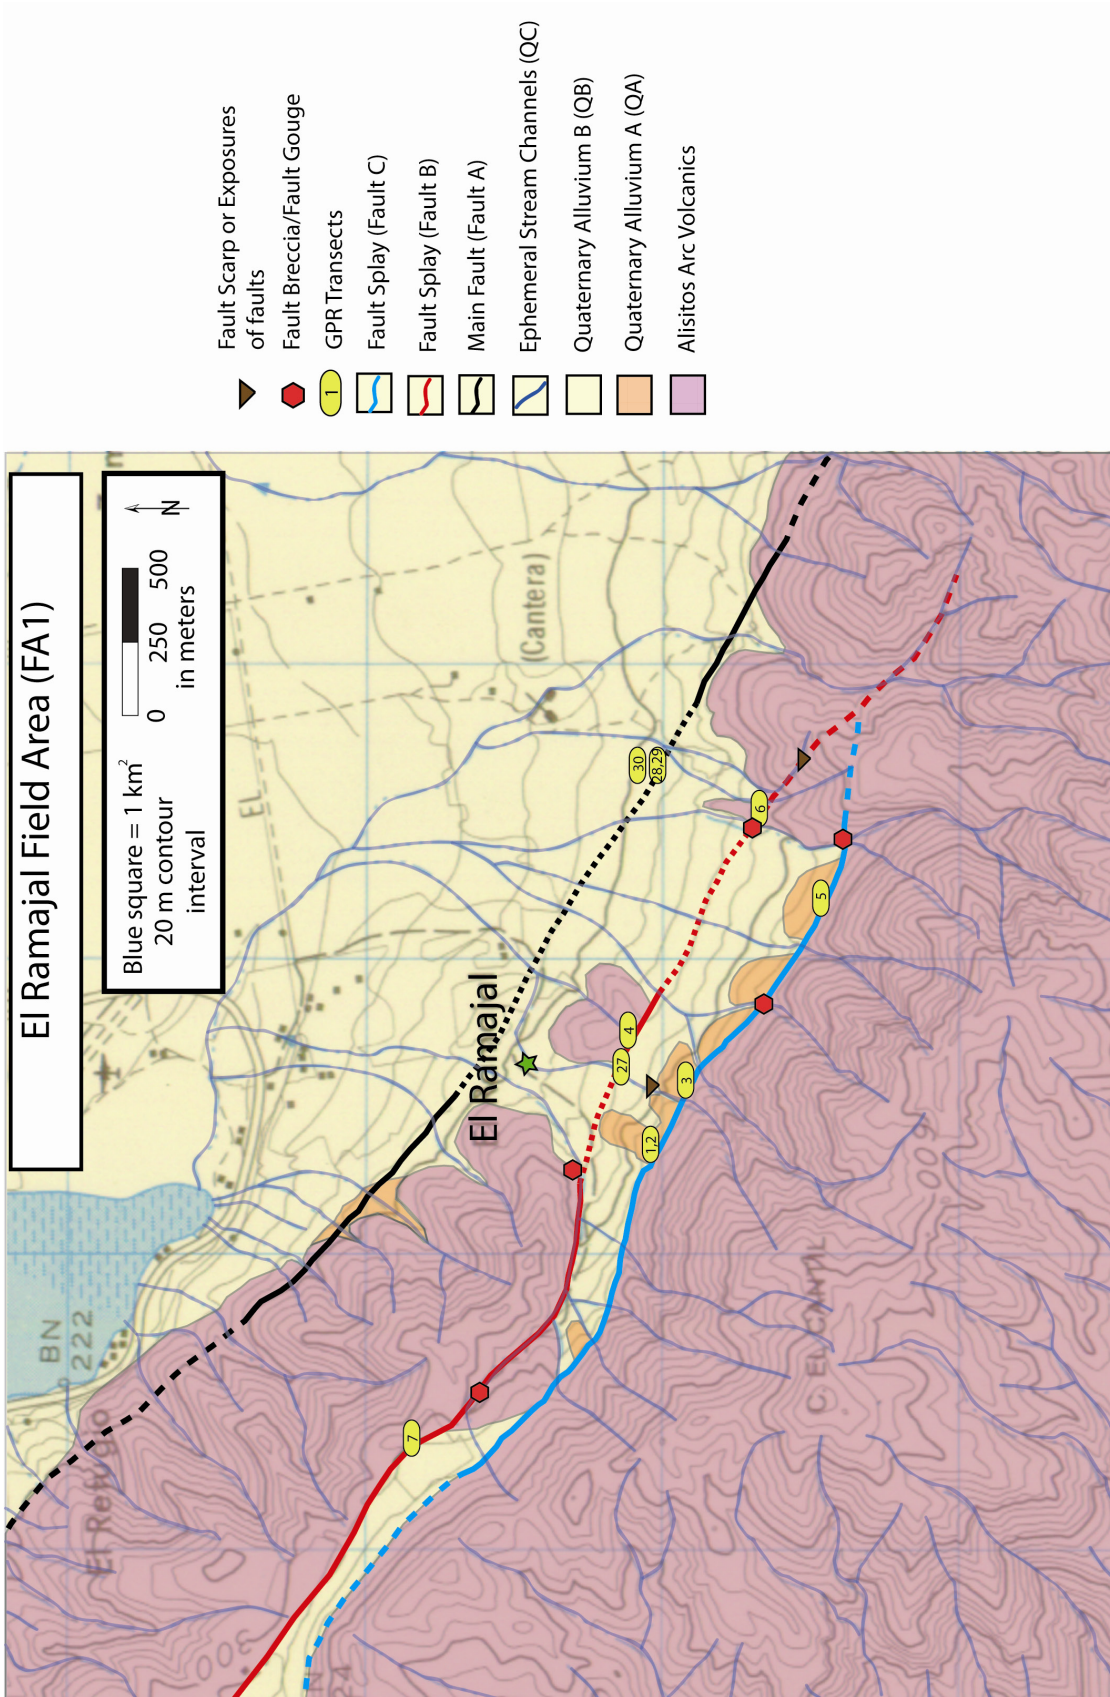 El Ramajal Field Area (FA1)
Blue square = 1 km²
20 m contour
interval
0 250 500
in meters
N
BN
222
El Refugio
EL
(Cantera)
El Ramajal
C. EL CANTIL
7
1,2
3
27
4
5
6
30
28,29
Fault Scarp or Exposures
of faults
Fault Breccia/Fault Gouge
1
GPR Transects
Fault Splay (Fault C)
Fault Splay (Fault B)
Main Fault (Fault A)
Ephemeral Stream Channels (QC)
Quaternary Alluvium B (QB)
Quaternary Alluvium A (QA)
Alisitos Arc Volcanics